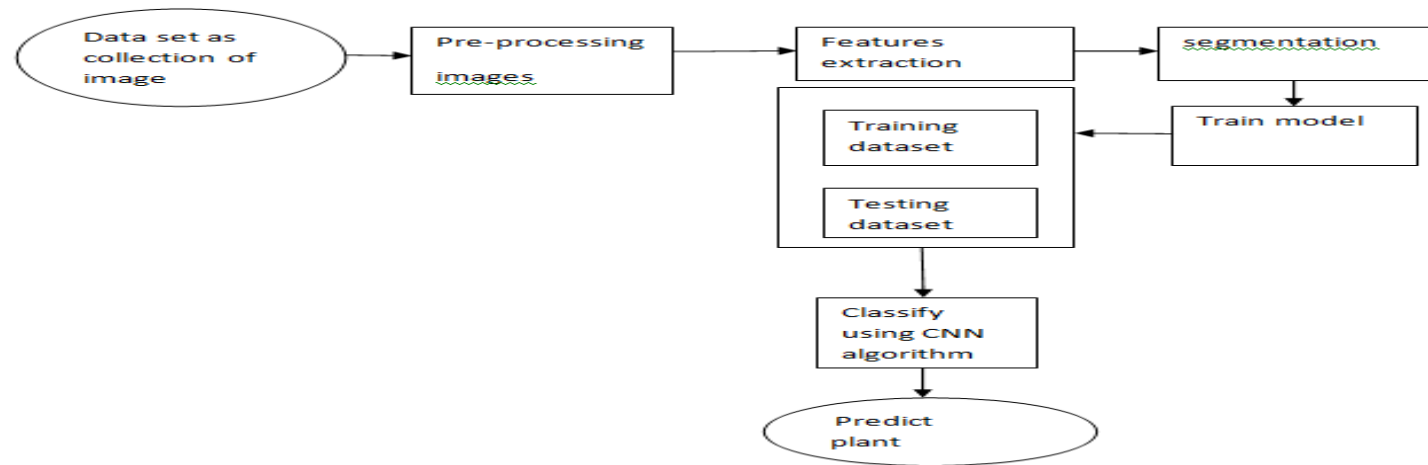 Data set as
collection of
image
Pre-processing
images
Features
extraction
segmentation
Train model
Training
dataset
Testing
dataset
Classify
using CNN
algorithm
Predict
plant